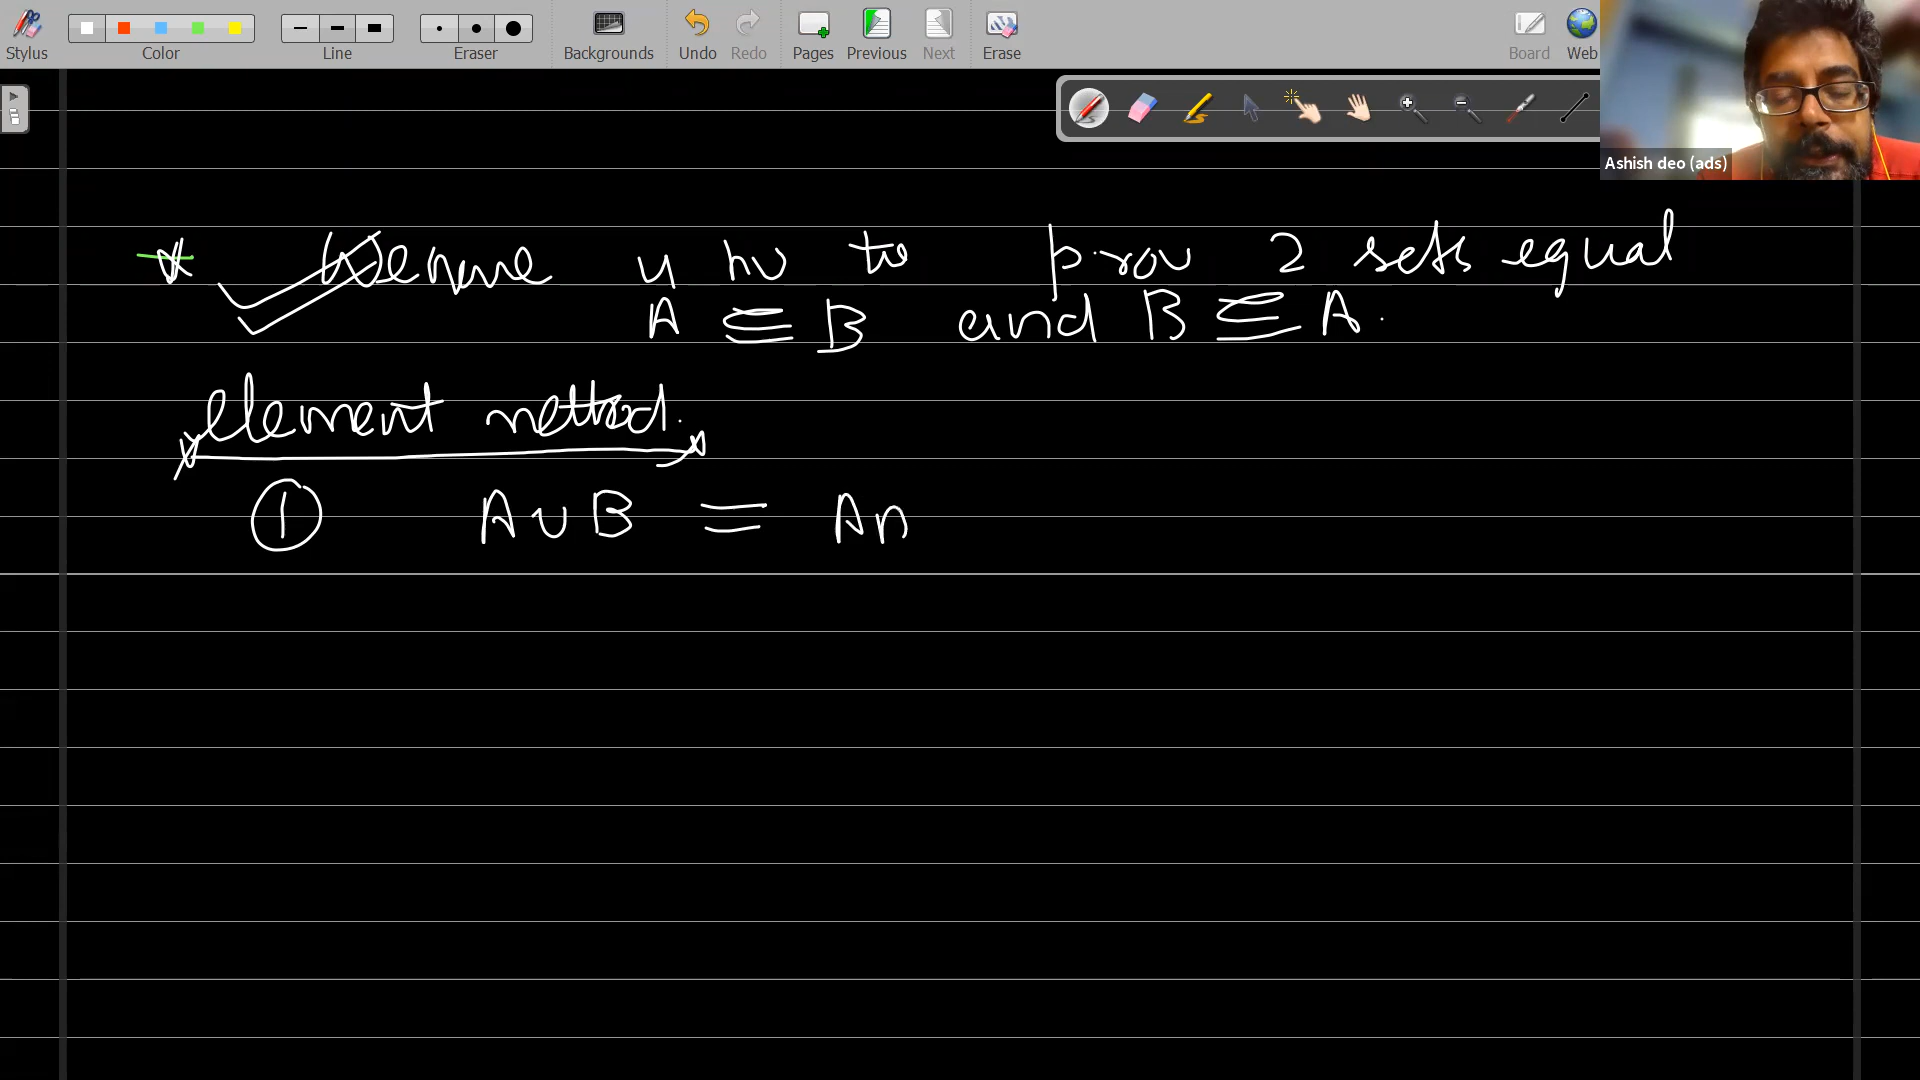 Stylus Color Line Eraser Backgrounds Undo Redo Pages Previous Next Erase Board Web
Ashish deo (ads)
u hv to prov 2 sets equal
A ⊆ B and B ⊆ A.
element method.
① A∪B = A∩